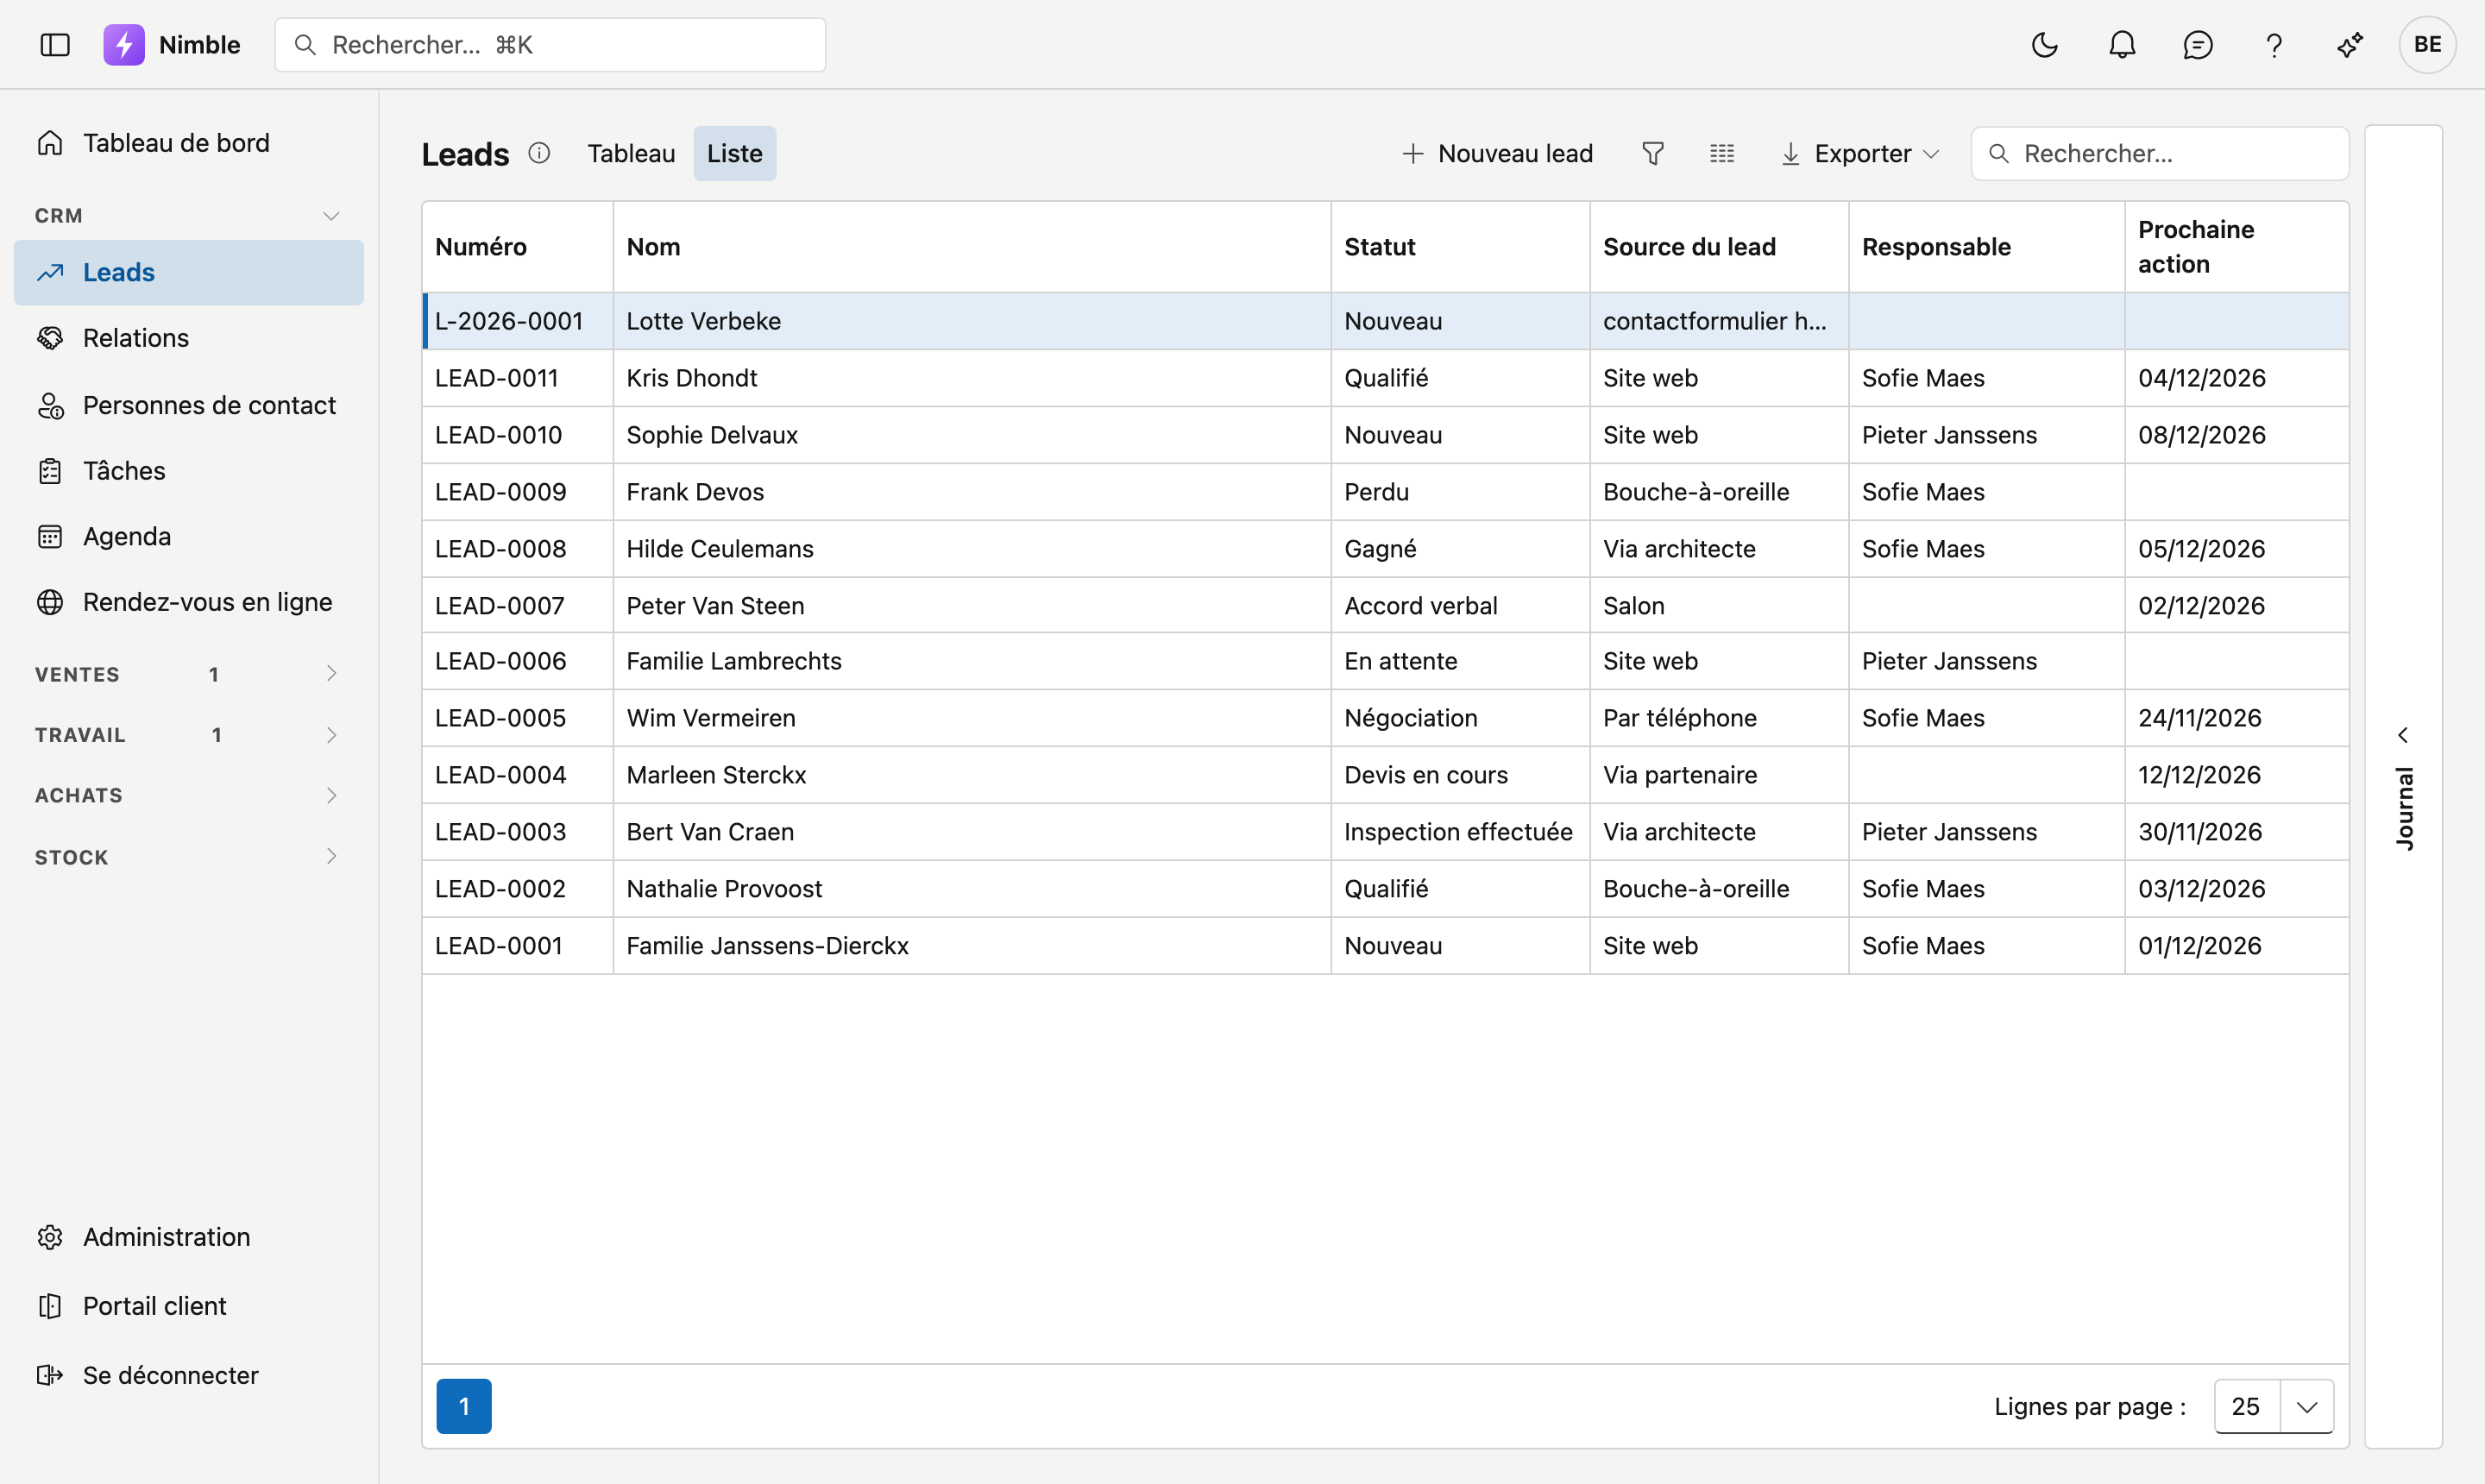 Nimble
Rechercher... ⌘K
BE
Tableau de bord
CRM
Leads
Relations
Personnes de contact
Tâches
Agenda
Rendez-vous en ligne
VENTES 1
TRAVAIL 1
ACHATS
STOCK
Administration
Portail client
Se déconnecter
Leads Tableau Liste
Nouveau lead Exporter Rechercher...
Numéro Nom Statut Source du lead Responsable Prochaine action
L-2026-0001 Lotte Verbeke Nouveau contactformulier h...
LEAD-0011 Kris Dhondt Qualifié Site web Sofie Maes 04/12/2026
LEAD-0010 Sophie Delvaux Nouveau Site web Pieter Janssens 08/12/2026
LEAD-0009 Frank Devos Perdu Bouche-à-oreille Sofie Maes
LEAD-0008 Hilde Ceulemans Gagné Via architecte Sofie Maes 05/12/2026
LEAD-0007 Peter Van Steen Accord verbal Salon 02/12/2026
LEAD-0006 Familie Lambrechts En attente Site web Pieter Janssens
LEAD-0005 Wim Vermeiren Négociation Par téléphone Sofie Maes 24/11/2026
LEAD-0004 Marleen Sterckx Devis en cours Via partenaire 12/12/2026
LEAD-0003 Bert Van Craen Inspection effectuée Via architecte Pieter Janssens 30/11/2026
LEAD-0002 Nathalie Provoost Qualifié Bouche-à-oreille Sofie Maes 03/12/2026
LEAD-0001 Familie Janssens-Dierckx Nouveau Site web Sofie Maes 01/12/2026
1
Lignes par page : 25
Journal